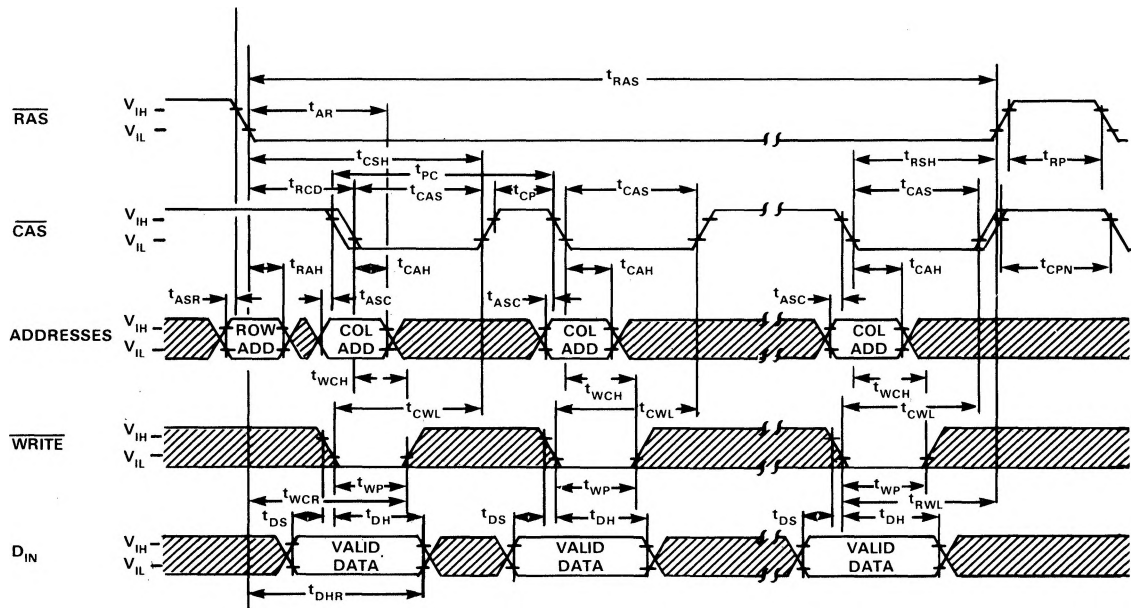 tRAS
RAS VIH
VIL
tAR
tCSH tRSH tRP
tPC
tRCD tCAS tCP tCAS tCAS
CAS VIH
VIL
tRAH tCAH tCAH tCAH tCPN
tASR tASC tASC tASC
ADDRESSES VIH
VIL
ROW ADD
COL ADD
COL ADD
COL ADD
tWCH tWCH tWCH
tCWL tCWL tCWL
WRITE VIH
VIL
tWP tWP tWP
tWCR tRWL
tDS tDH tDS tDH tDS tDH
DIN VIH
VIL
VALID DATA
VALID DATA
VALID DATA
tDHR